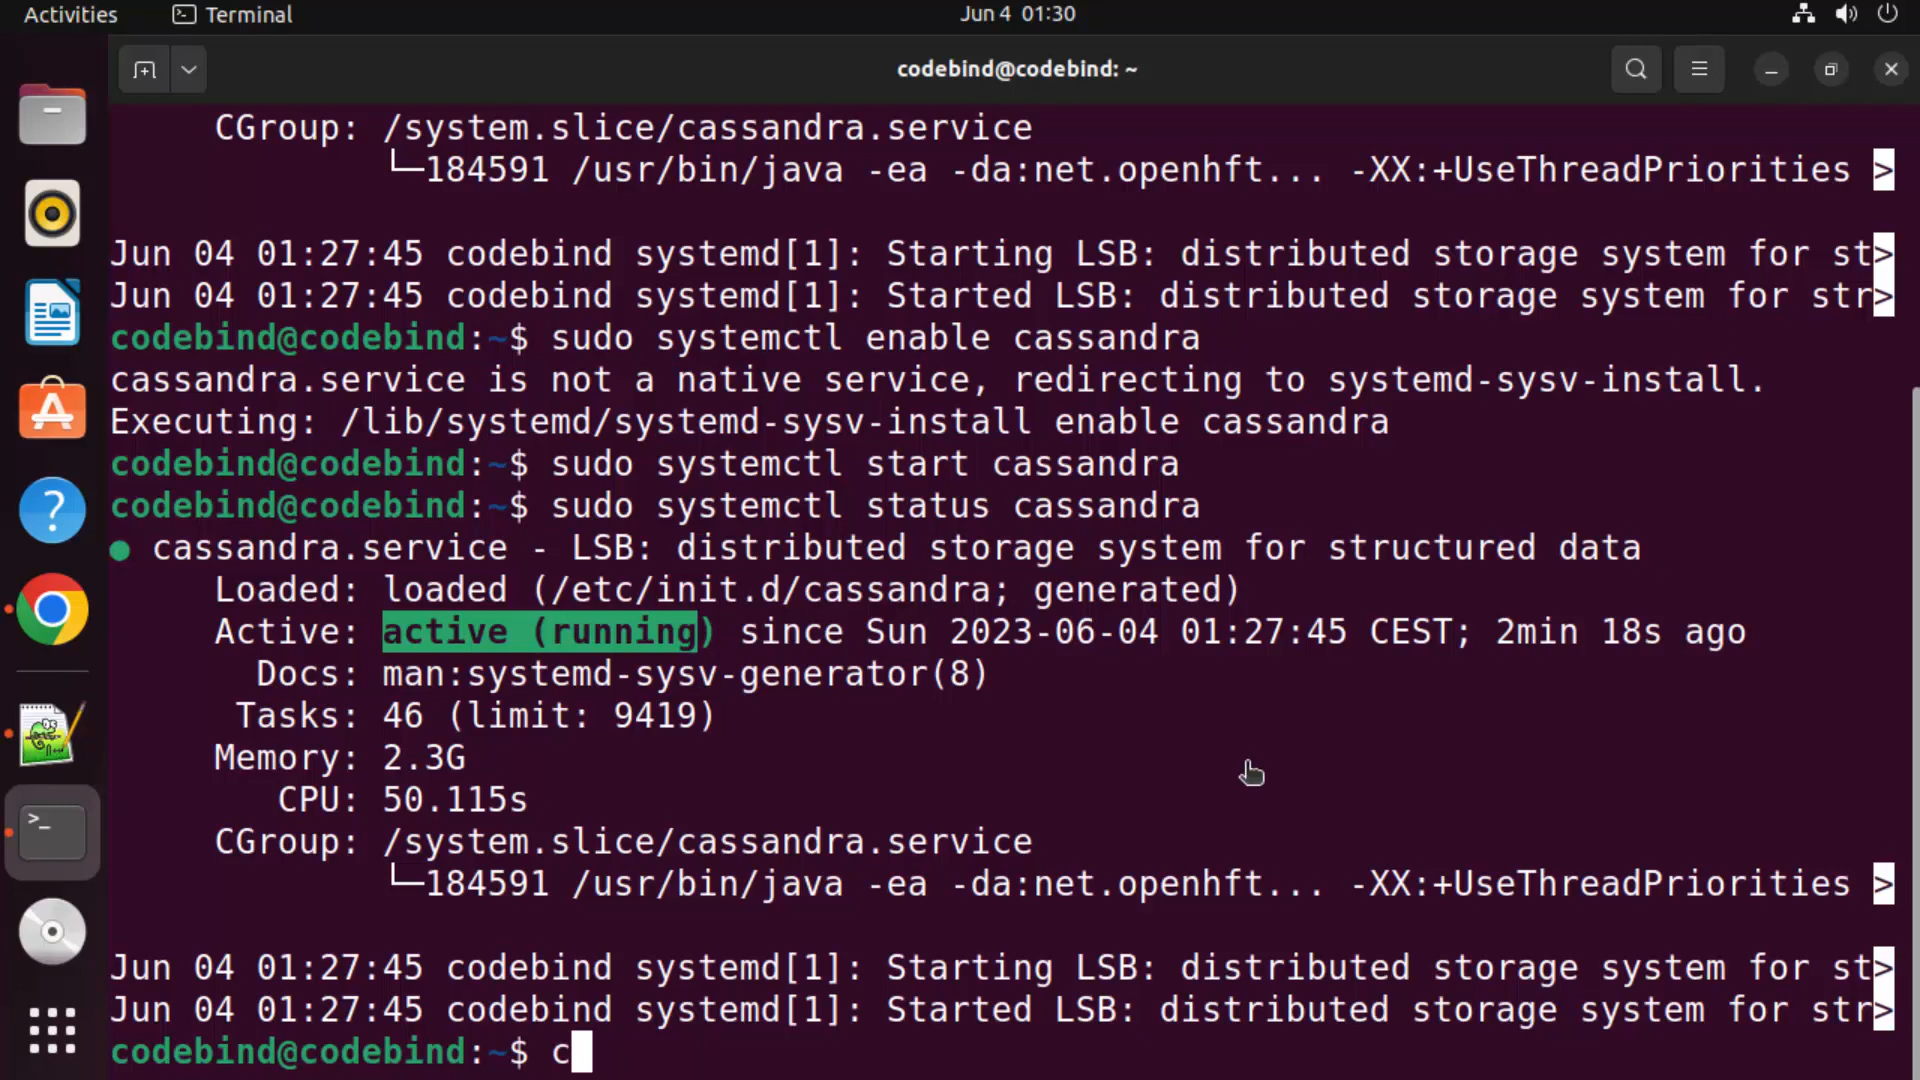 Activities Terminal Jun 4 01:30
codebind@codebind: ~
CGroup: /system.slice/cassandra.service
└─184591 /usr/bin/java -ea -da:net.openhft... -XX:+UseThreadPriorities >
Jun 04 01:27:45 codebind systemd[1]: Starting LSB: distributed storage system for st>
Jun 04 01:27:45 codebind systemd[1]: Started LSB: distributed storage system for str>
codebind@codebind:~$ sudo systemctl enable cassandra
cassandra.service is not a native service, redirecting to systemd-sysv-install.
Executing: /lib/systemd/systemd-sysv-install enable cassandra
codebind@codebind:~$ sudo systemctl start cassandra
codebind@codebind:~$ sudo systemctl status cassandra
● cassandra.service - LSB: distributed storage system for structured data
Loaded: loaded (/etc/init.d/cassandra; generated)
Active: active (running) since Sun 2023-06-04 01:27:45 CEST; 2min 18s ago
Docs: man:systemd-sysv-generator(8)
Tasks: 46 (limit: 9419)
Memory: 2.3G
CPU: 50.115s
CGroup: /system.slice/cassandra.service
└─184591 /usr/bin/java -ea -da:net.openhft... -XX:+UseThreadPriorities >
Jun 04 01:27:45 codebind systemd[1]: Starting LSB: distributed storage system for st>
Jun 04 01:27:45 codebind systemd[1]: Started LSB: distributed storage system for str>
codebind@codebind:~$ c